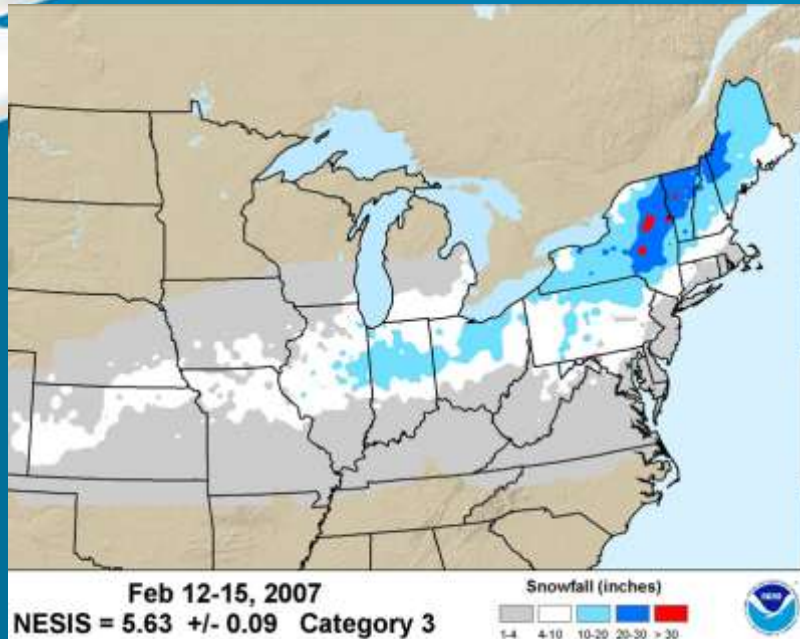 Feb 12-15, 2007
NESIS = 5.63 +/- 0.09 Category 3
Snowfall (inches)
1-4 4-10 10-20 20-30 > 30